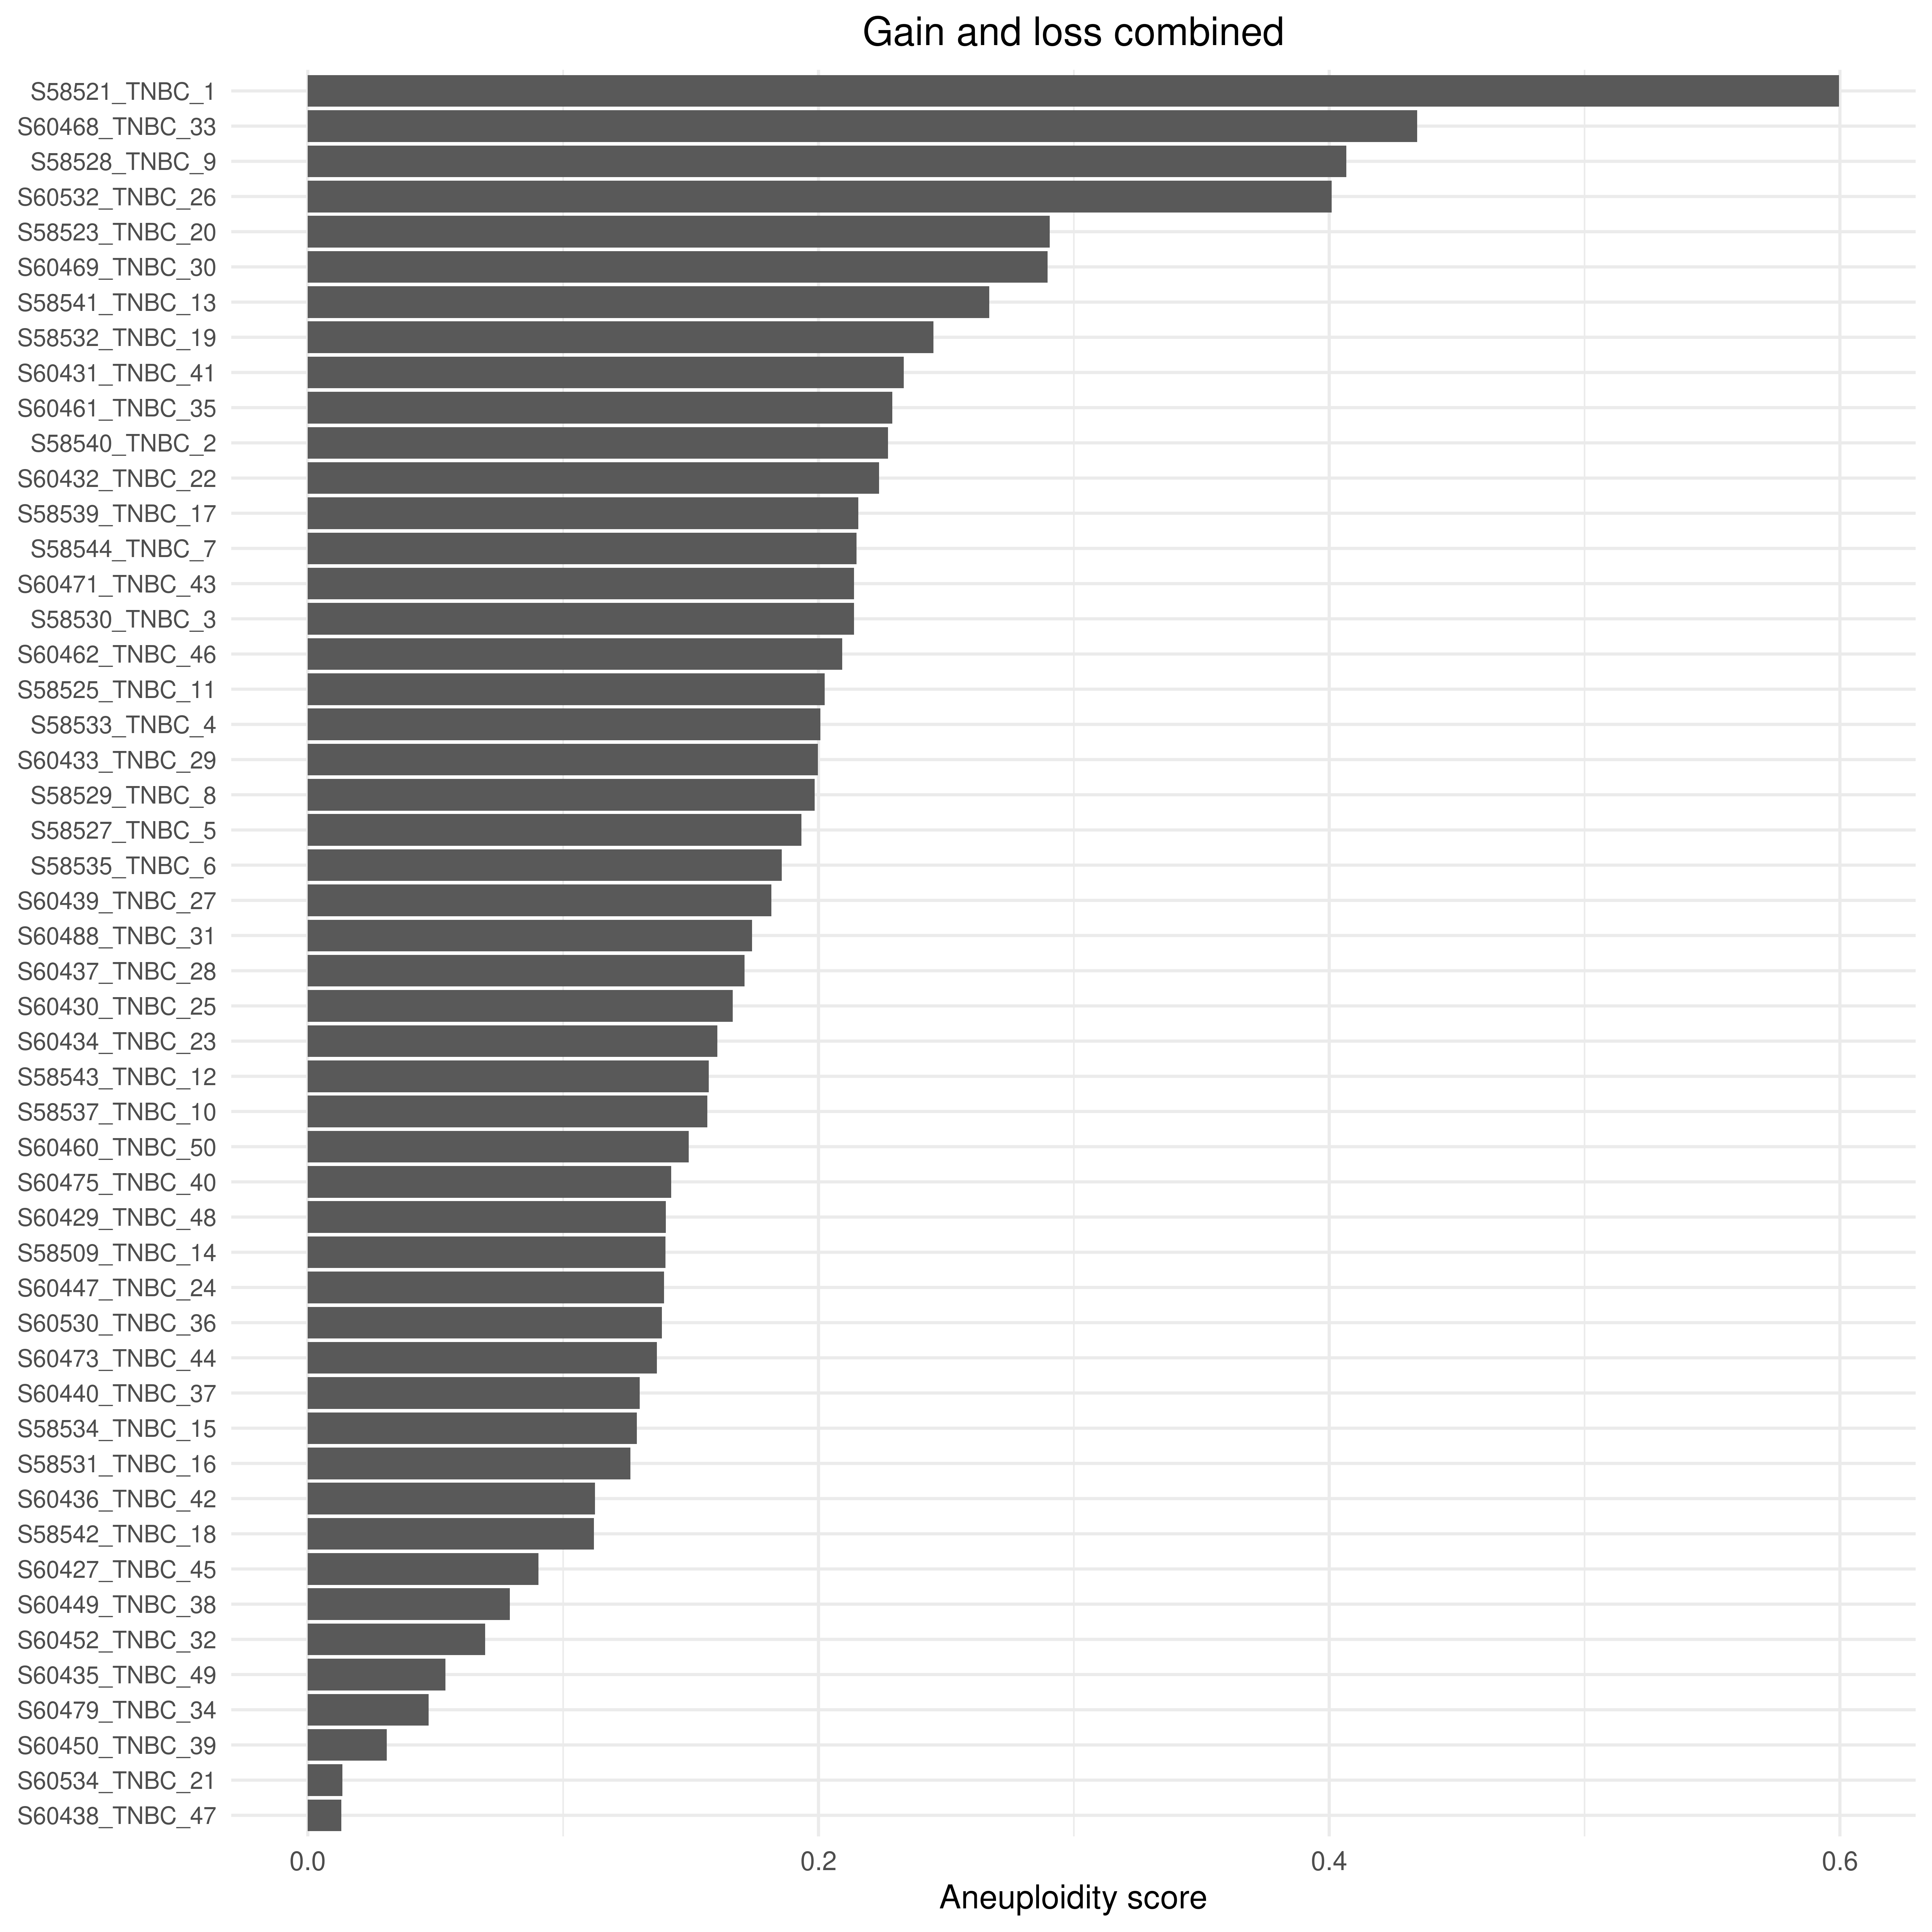 Gain and loss combined
S58521_TNBC_1
S60468_TNBC_33
S58528_TNBC_9
S60532_TNBC_26
S58523_TNBC_20
S60469_TNBC_30
S58541_TNBC_13
S58532_TNBC_19
S60431_TNBC_41
S60461_TNBC_35
S58540_TNBC_2
S60432_TNBC_22
S58539_TNBC_17
S58544_TNBC_7
S60471_TNBC_43
S58530_TNBC_3
S60462_TNBC_46
S58525_TNBC_11
S58533_TNBC_4
S60433_TNBC_29
S58529_TNBC_8
S58527_TNBC_5
S58535_TNBC_6
S60439_TNBC_27
S60488_TNBC_31
S60437_TNBC_28
S60430_TNBC_25
S60434_TNBC_23
S58543_TNBC_12
S58537_TNBC_10
S60460_TNBC_50
S60475_TNBC_40
S60429_TNBC_48
S58509_TNBC_14
S60447_TNBC_24
S60530_TNBC_36
S60473_TNBC_44
S60440_TNBC_37
S58534_TNBC_15
S58531_TNBC_16
S60436_TNBC_42
S58542_TNBC_18
S60427_TNBC_45
S60449_TNBC_38
S60452_TNBC_32
S60435_TNBC_49
S60479_TNBC_34
S60450_TNBC_39
S60534_TNBC_21
S60438_TNBC_47
0.0 0.2 0.4 0.6
Aneuploidity score